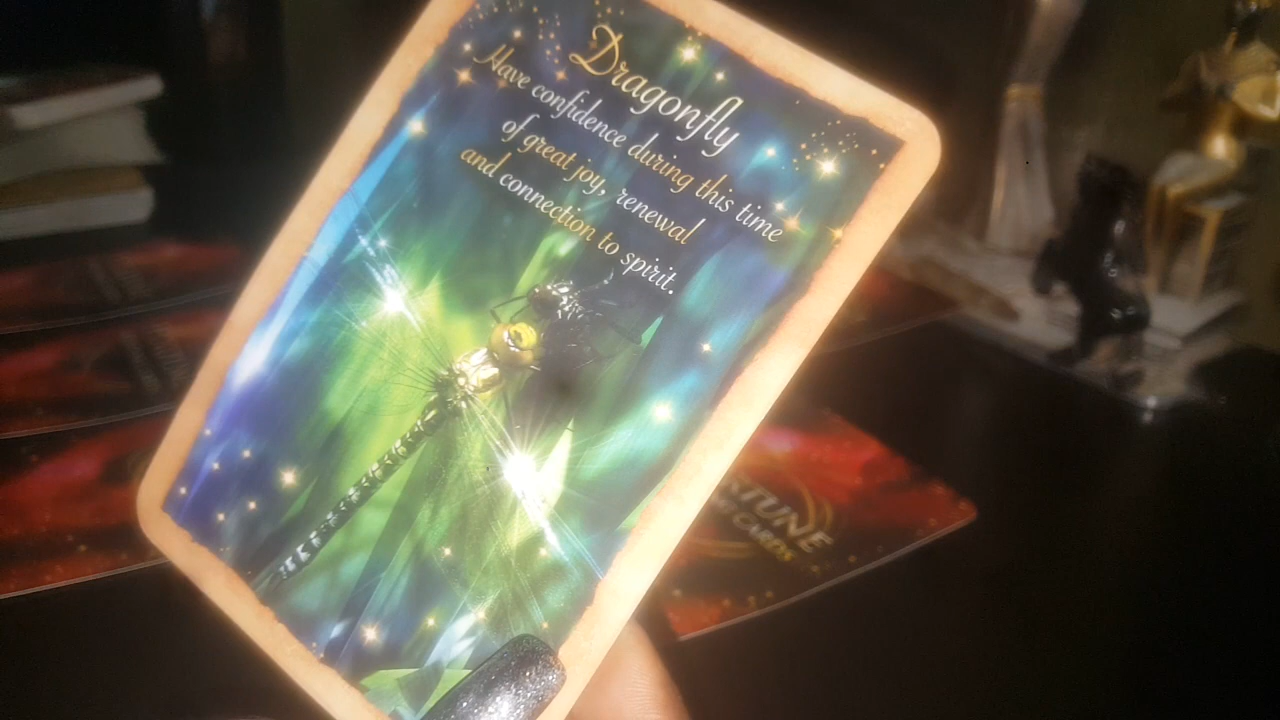 Dragonfly
Have confidence during this time
of great joy, renewal
and connection to spirit.